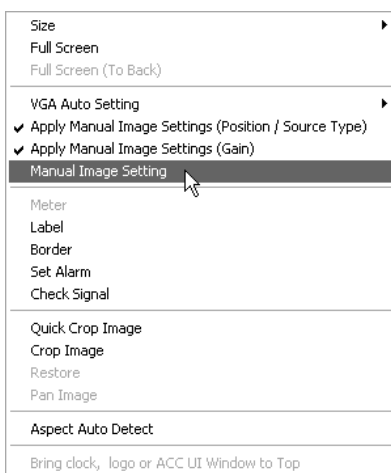 Size
Full Screen
Full Screen (To Back)
VGA Auto Setting
Apply Manual Image Settings (Position / Source Type)
Apply Manual Image Settings (Gain)
Manual Image Setting
Meter
Label
Border
Set Alarm
Check Signal
Quick Crop Image
Crop Image
Restore
Pan Image
Aspect Auto Detect
Bring clock, logo or ACC UI Window to Top